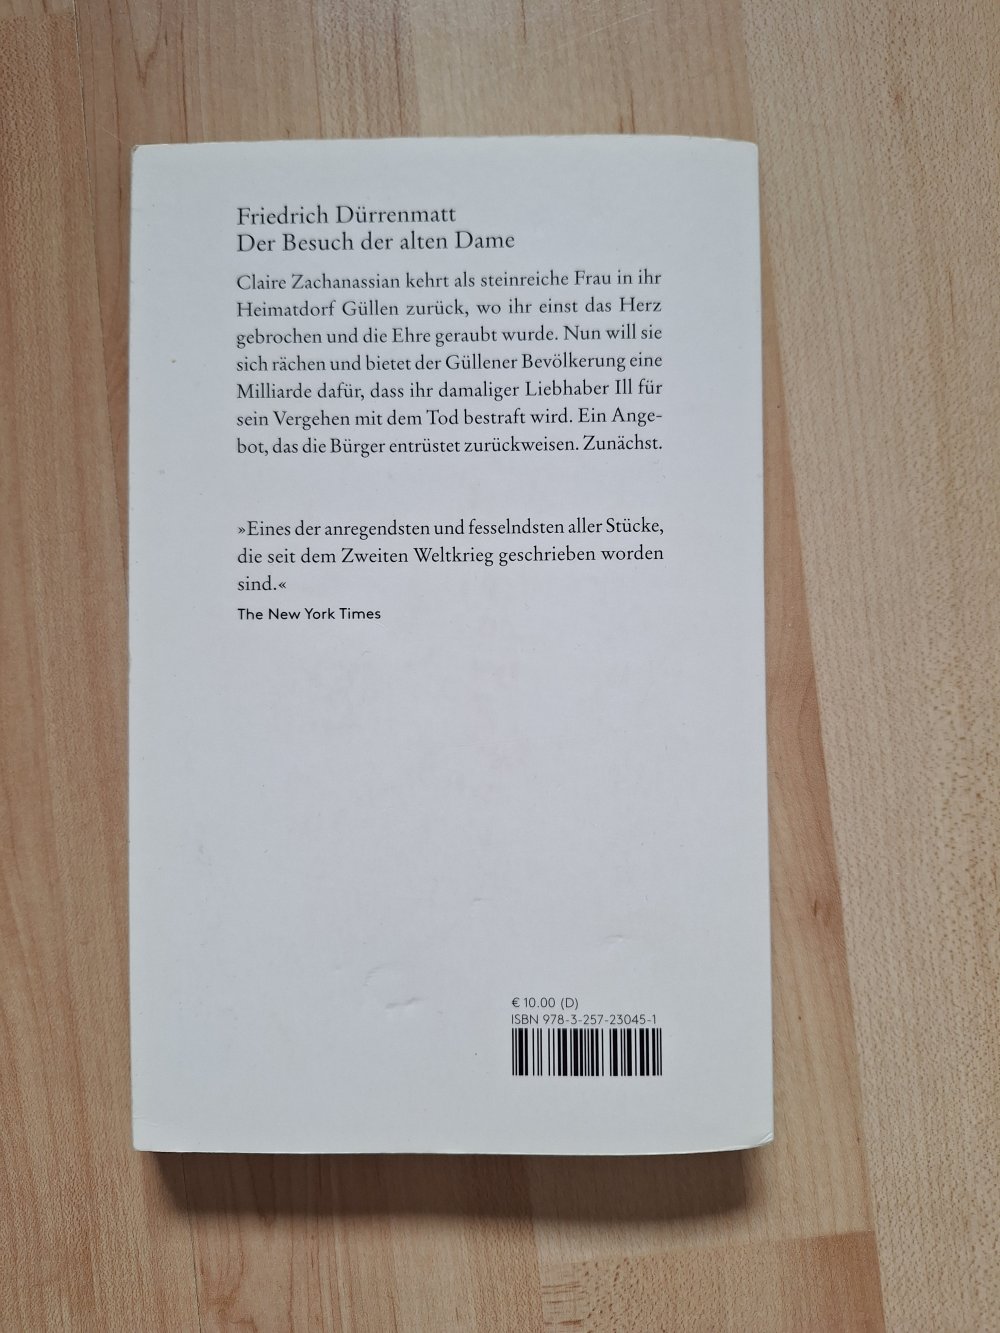 Friedrich Dürrenmatt
Der Besuch der alten Dame
Claire Zachanassian kehrt als steinreiche Frau in ihr
Heimatdorf Güllen zurück, wo ihr einst das Herz
gebrochen und die Ehre geraubt wurde. Nun will sie
sich rächen und bietet der Güllener Bevölkerung eine
Milliarde dafür, dass ihr damaliger Liebhaber Ill für
sein Vergehen mit dem Tod bestraft wird. Ein Ange-
bot, das die Bürger entrüstet zurückweisen. Zunächst.
»Eines der anregendsten und fesselndsten aller Stücke,
die seit dem Zweiten Weltkrieg geschrieben worden
sind.«
The New York Times
€ 10.00 (D)
ISBN 978-3-257-23045-1